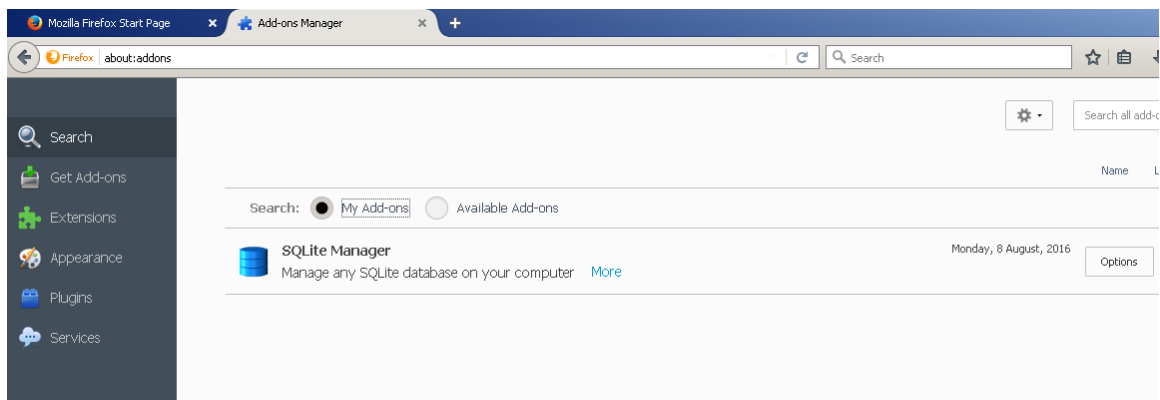 Mozilla Firefox Start Page
Add-ons Manager
Firefox about:addons
Search
Search all add-
Search
Get Add-ons
Extensions
Appearance
Plugins
Services
Name L
Search: My Add-ons Available Add-ons
SQLite Manager
Monday, 8 August, 2016
Options
Manage any SQLite database on your computer More